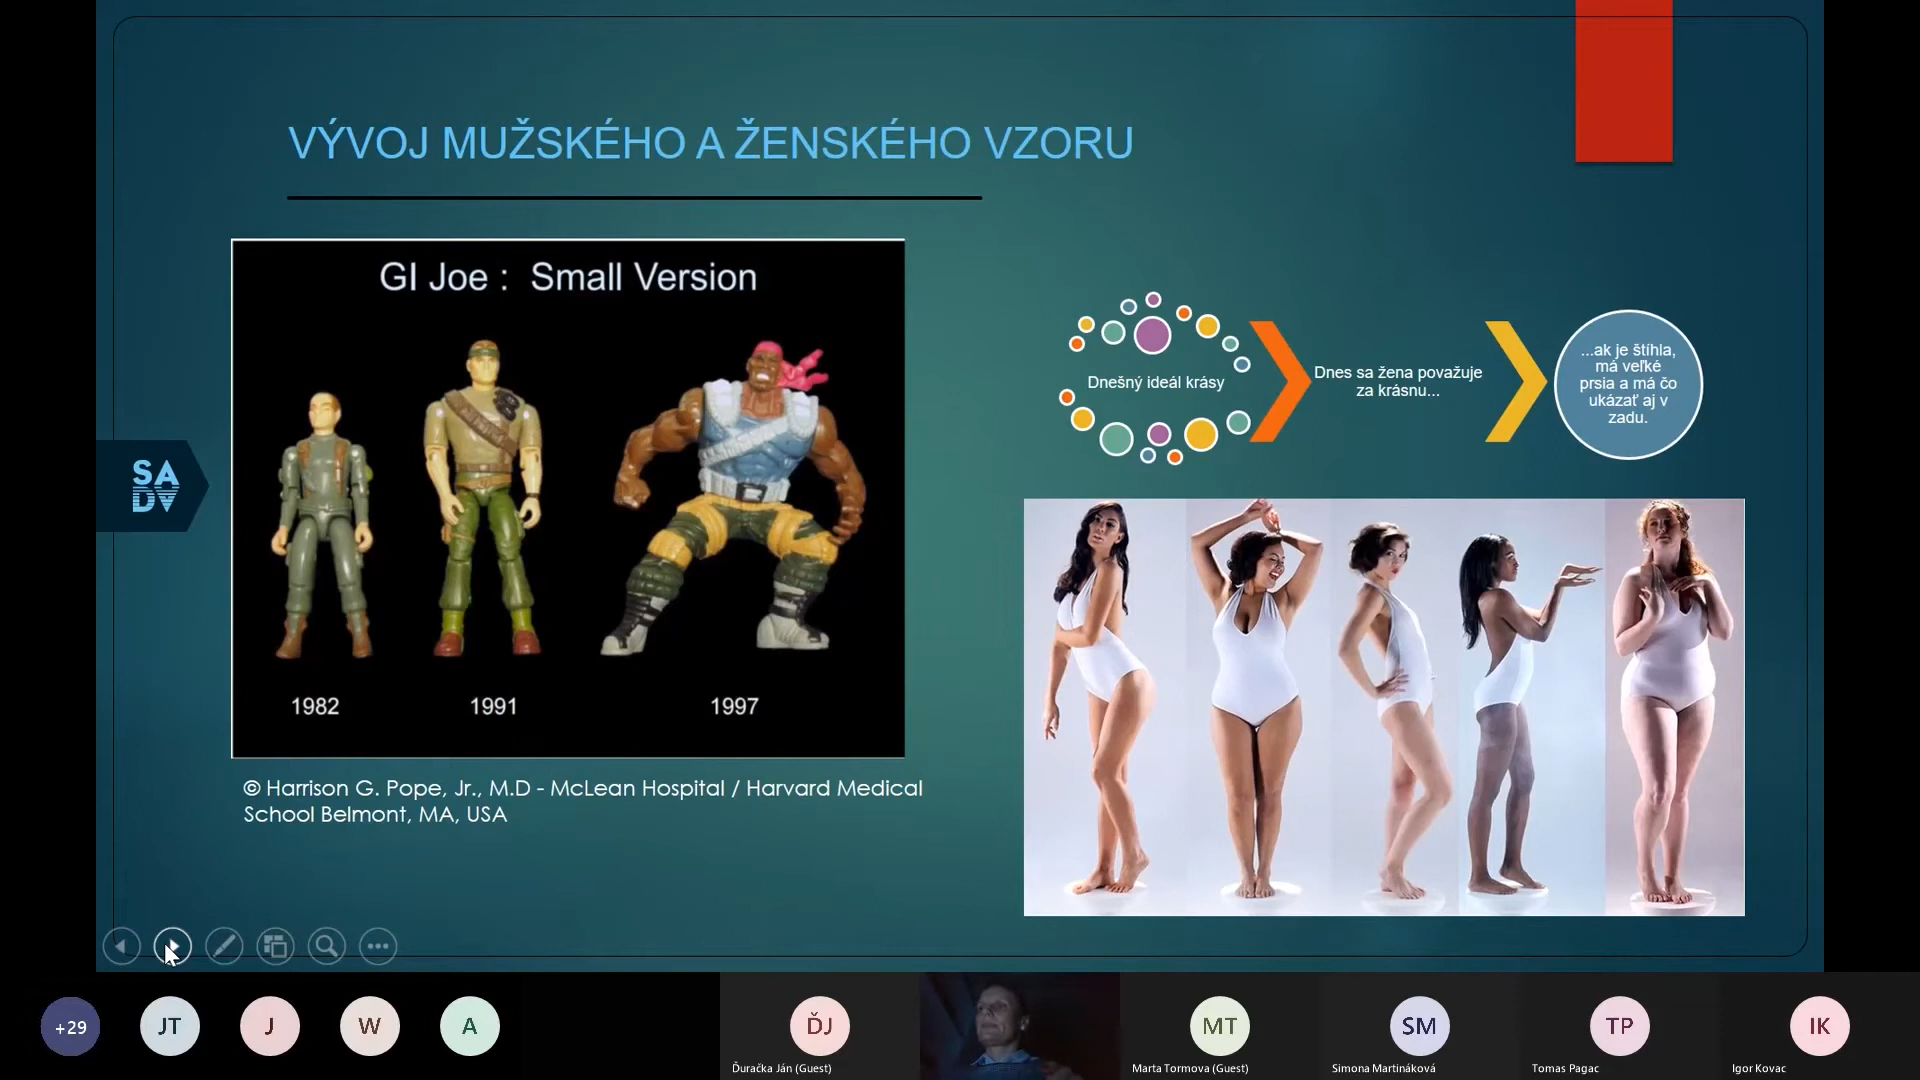 VÝVOJ MUŽSKÉHO A ŽENSKÉHO VZORU
GI Joe : Small Version
1982
1991
1997
© Harrison G. Pope, Jr., M.D - McLean Hospital / Harvard Medical
School Belmont, MA, USA
Dnešný ideál krásy
Dnes sa žena považuje
za krásnu...
...ak je štíhla,
má veľké
prsia a má čo
ukázať aj v
zadu.
SA
DV
+29
JT
J
W
A
ĎJ
Ďuračka Ján (Guest)
MT
Marta Tormova (Guest)
SM
Simona Martináková
TP
Tomas Pagac
IK
Igor Kovac